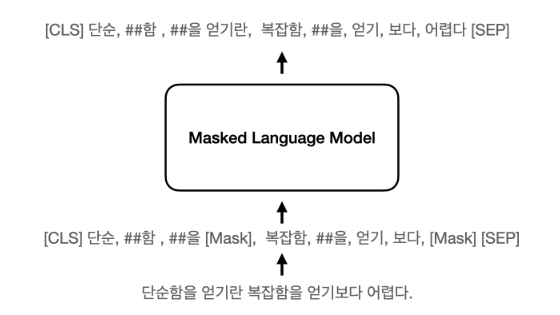 [CLS] 단순, ##함 , ##을 얻기란,  복잡함, ##을, 얻기, 보다, 어렵다 [SEP]
Masked Language Model
[CLS] 단순, ##함 , ##을 [Mask],  복잡함, ##을, 얻기, 보다, [Mask] [SEP]
단순함을 얻기란 복잡함을 얻기보다 어렵다.